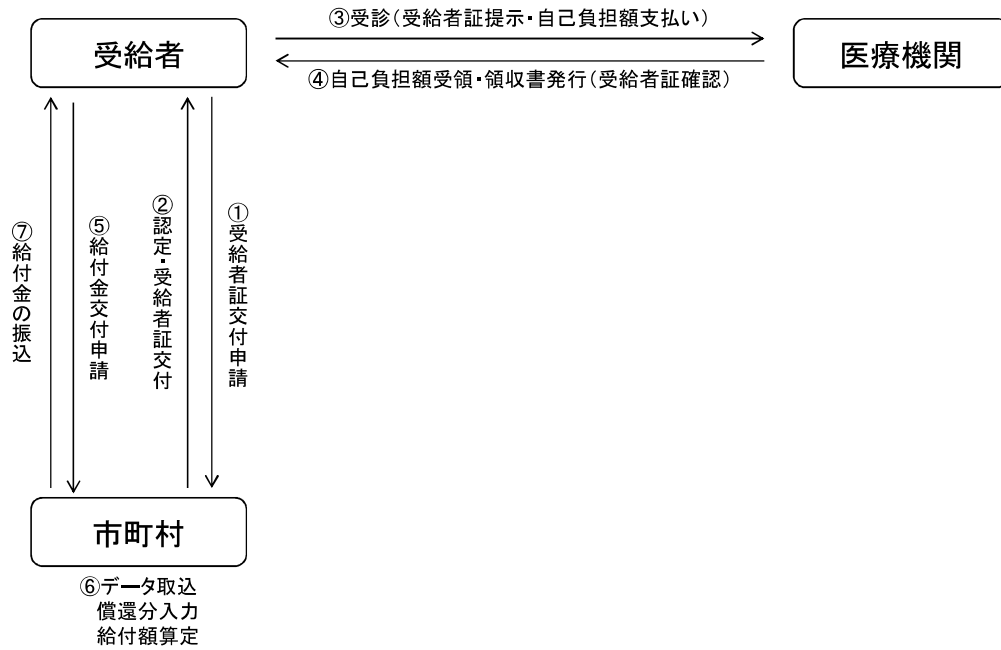 ③受診(受給者証提示・自己負担額支払い)
受給者
医療機関
④自己負担額受領・領収書発行(受給者証確認)
⑦給付金の振込
⑤給付金交付申請
②認定・受給者証交付
①受給者証交付申請
市町村
⑥データ取込
償還分入力
給付額算定